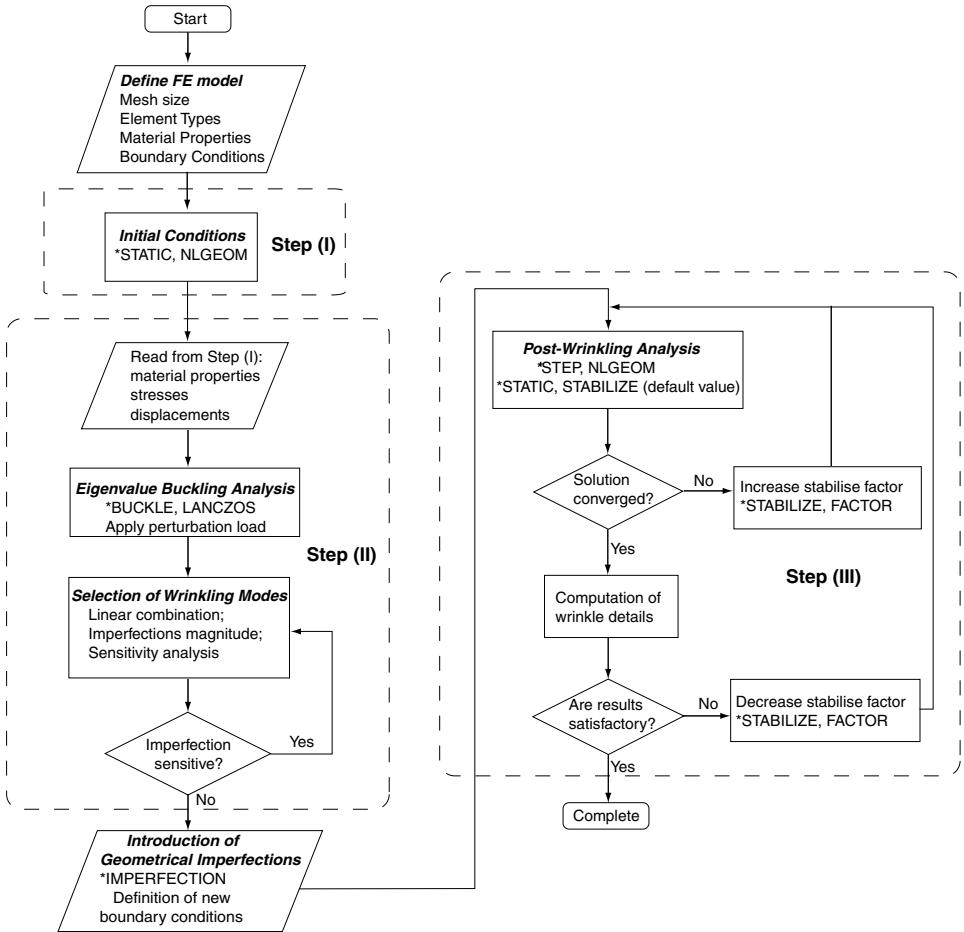 Start
Define FE model
Mesh size
Element Types
Material Properties
Boundary Conditions
Initial Conditions
*STATIC, NLGEOM
Step (I)
Read from Step (I):
material properties
stresses
displacements
Eigenvalue Buckling Analysis
*BUCKLE, LANCZOS
Apply perturbation load
Step (II)
Selection of Wrinkling Modes
Linear combination;
Imperfections magnitude;
Sensitivity analysis
Imperfection
sensitive?
Yes
No
Introduction of
Geometrical Imperfections
*IMPERFECTION
Definition of new
boundary conditions
Post-Wrinkling Analysis
*STEP, NLGEOM
*STATIC, STABILIZE (default value)
Solution
converged?
No
Increase stabilise factor
*STABILIZE, FACTOR
Yes
Step (III)
Computation of
wrinkle details
Are results
satisfactory?
No
Decrease stabilise factor
*STABILIZE, FACTOR
Yes
Complete